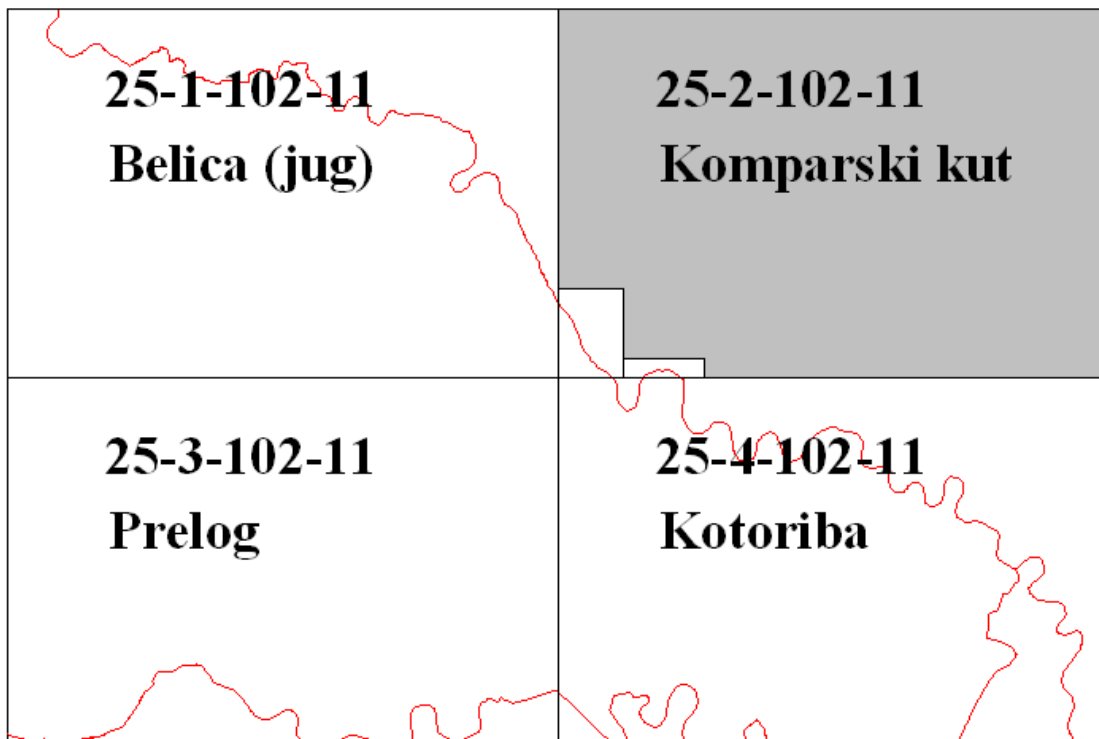 25-1-102-11
Belica (jug)
25-2-102-11
Komparski kut
25-3-102-11
Prelog
25-4-102-11
Kotoriba